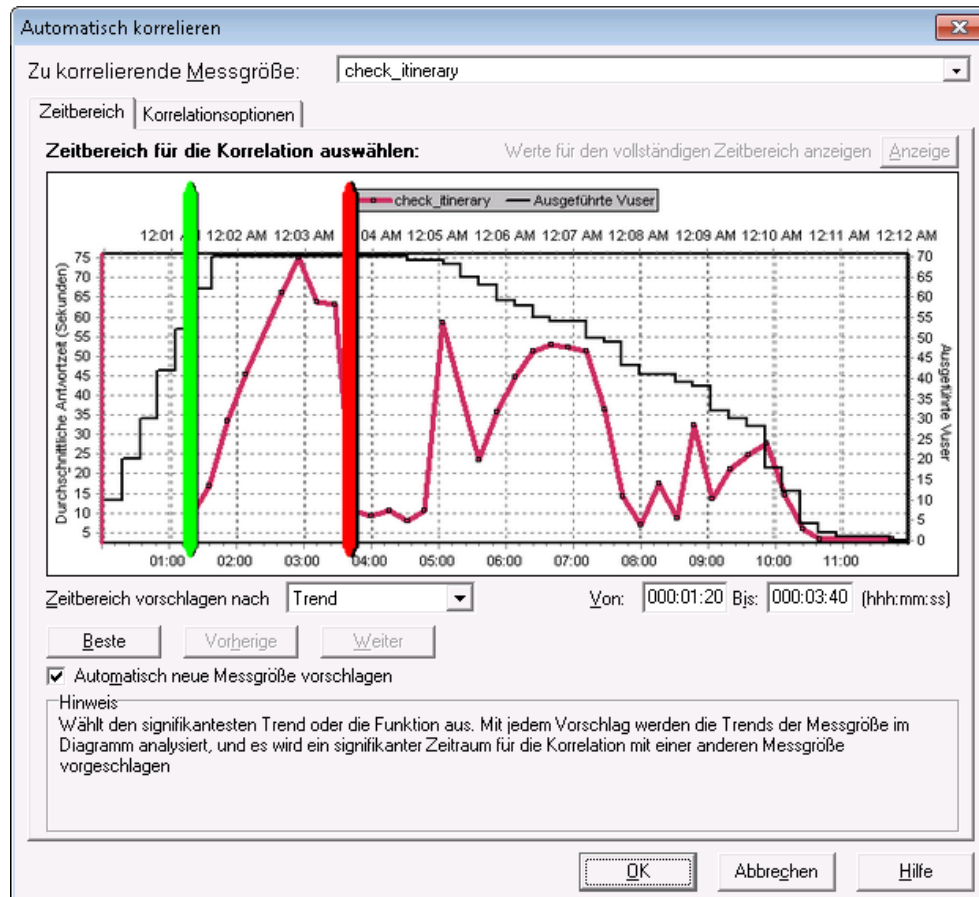 Automatisch korrelieren
Zu korrelierende Messgröße: check_itinerary
Zeitbereich Korrelationsoptionen
Zeitbereich für die Korrelation auswählen: Werte für den vollständigen Zeitbereich anzeigen Anzeige
check_itinerary Ausgeführte Vuser
12:01 12:02 AM 12:03 AM 04 AM 12:05 AM 12:06 AM 12:07 AM 12:08 AM 12:09 AM 12:10 AM 12:11 AM 12:12 AM
Durchschnittliche Antwortzeit (Sekunden)
75
70
65
60
55
50
45
40
35
30
25
20
15
10
5
70
65
60
55
50
45
40
35
30
25
20
15
10
5
0
Ausgeführte Vuser
01:00 02:00 03:00 04:00 05:00 06:00 07:00 08:00 09:00 10:00 11:00
Zeitbereich vorschlagen nach Trend Von: 000:01:20 Bis: 000:03:40 (hhh:mm:ss)
Beste Vorherige Weiter
Automatisch neue Messgröße vorschlagen
Hinweis
Wählt den signifikantesten Trend oder die Funktion aus. Mit jedem Vorschlag werden die Trends der Messgröße im
Diagramm analysiert, und es wird ein signifikanter Zeitraum für die Korrelation mit einer anderen Messgröße
vorgeschlagen
OK Abbrechen Hilfe